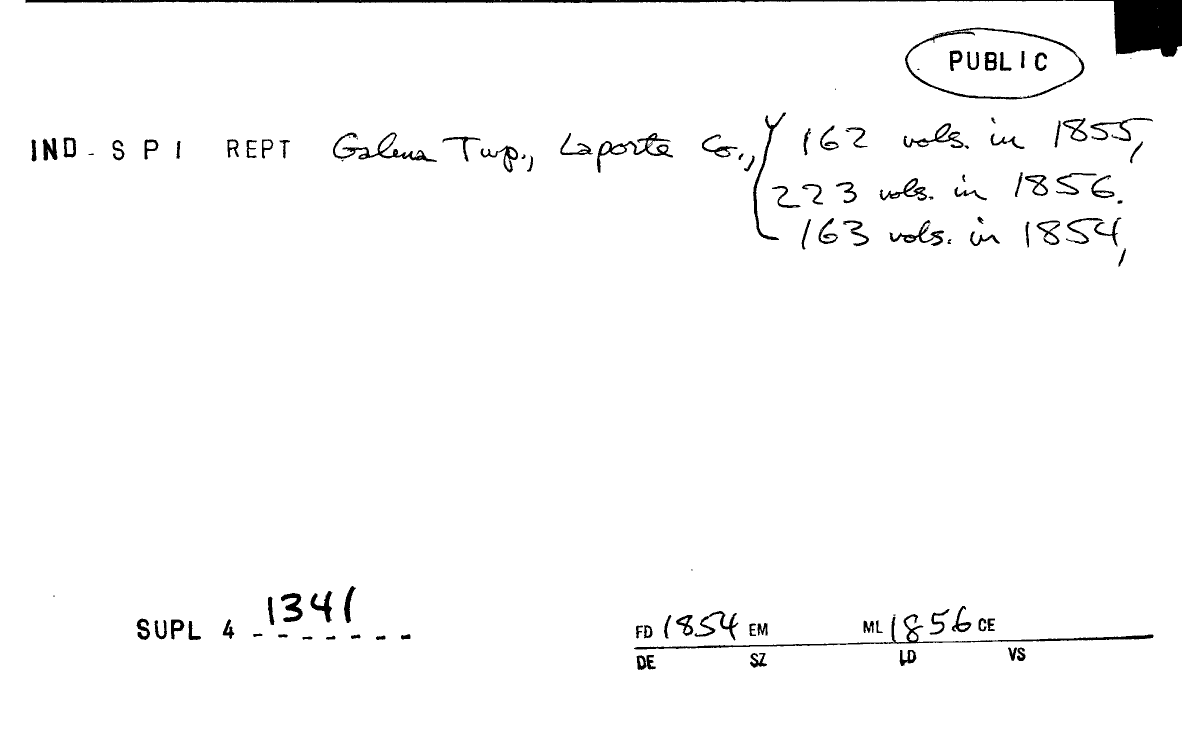 PUBLIC
IND-SPI REPT Galena Twp., Laporte Co., 162 vols. in 1855,
223 vols. in 1856.
163 vols. in 1854,
SUPL 4 1341
FD 1854 EM ML 1856 CE
DE SZ LD VS